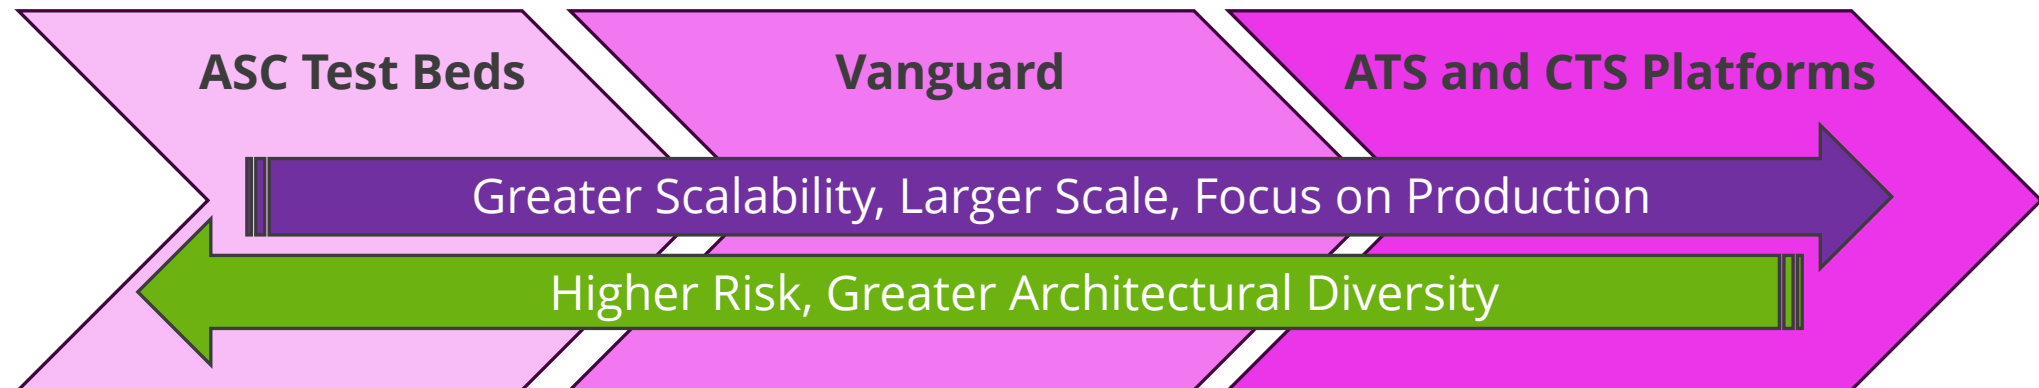 ASC Test Beds
Vanguard
ATS and CTS Platforms
Greater Scalability, Larger Scale, Focus on Production
Higher Risk, Greater Architectural Diversity